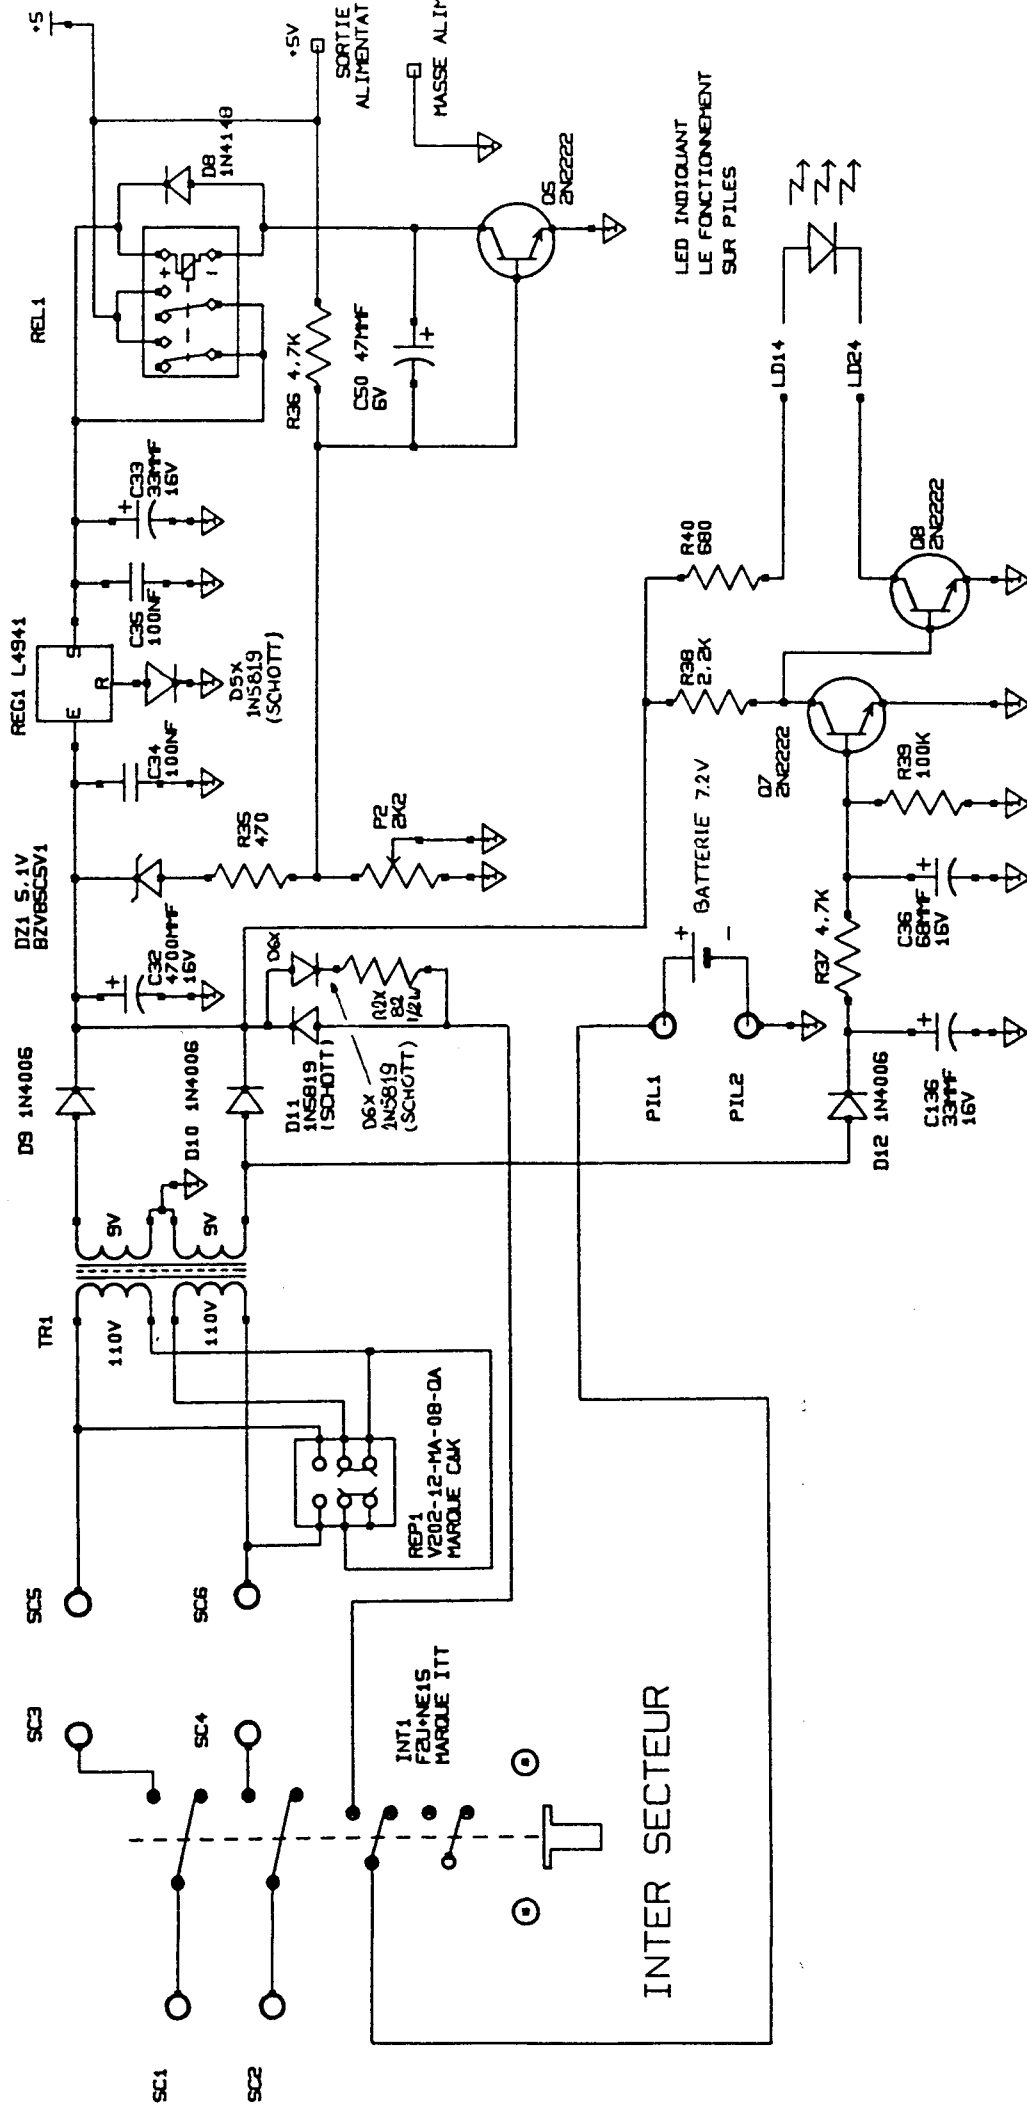 SC1
SC2
SC3
SC4
SC5
SC6
INT1
F2U+NE15
MARQUE ITT
INTER SECTEUR
REP1
V202-12-MA-08-QA
MARQUE C&K
TR1
110V
110V
9V
9V
D9 1N4006
D10 1N4006
D11
1N5819
(SCHOTT)
D6X
1N5819
(SCHOTT)
D6X
R2X
82
1/2W
C32
4700MMF
16V
DZ1 5.1V
BZV85C5V1
R35
470
P2
2K2
C34
100NF
REG1 L4941
E
S
R
D5X
1N5819
(SCHOTT)
C35
100NF
C33
33MMF
16V
REL1
D8
1N4148
+5
+5V
SORTIE
MASSE
R36 4,7K
C50 47MMF
6V
Q5
2N2222
PIL1
PIL2
BATTERIE 7.2V
D12 1N4006
C136
33MMF
16V
R37 4.7K
C36
68MMF
16V
R39
100K
Q7
2N2222
R38
2.2K
R40
680
Q8
2N2222
LD14
LD24
LED INDIQUANT
LE FONCTIONNEMENT
SUR PILES